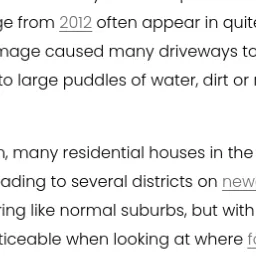 ge from 2012 often appear in quite
mage caused many driveways to
to large puddles of water, dirt or
n, many residential houses in the
ading to several districts on new
ring like normal suburbs, but with
ticeable when looking at where